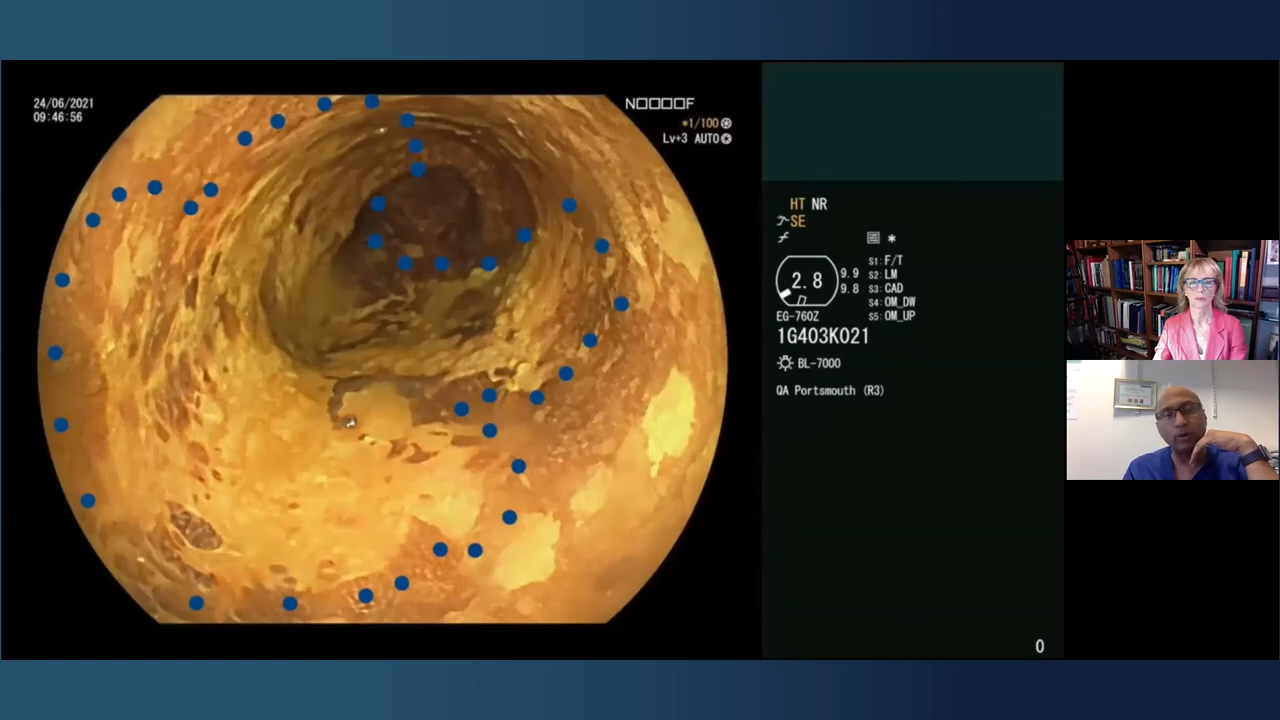 24/06/2021
09:46:56
N□□□□F
*1/100
Lv+3 AUTO
HT NR
SE
*
2.8
9.9
9.8
S1:F/T
S2:LM
S3:CAD
S4:OM_DW
S5:OM_UP
EG-760Z
1G403K021
BL-7000
QA Portsmouth (R3)
0